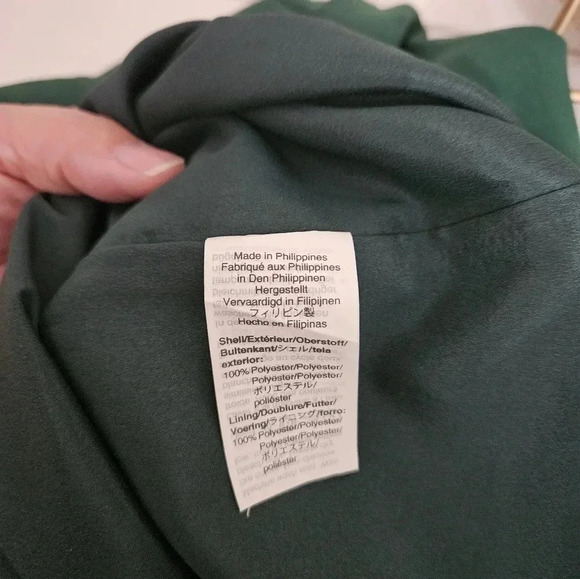 Made in Philippines
Fabriqué aux Philippines
in Den Philippinen
Hergestellt
Vervaardigd in Filipijnen
フィリピン製
Hecho en Filipinas
Shell/Extérieur/Oberstoff/
Buitenkant/シェル/tela
exterior:
100% Polyester/Polyester/
Polyester/Polyester/
ポリエステル/
poliéster
Lining/Doublure/Futter/
Voering/ライニング/forro:
100% Polyester/Polyester/
Polyester/Polyester/
ポリエステル/
poliéster